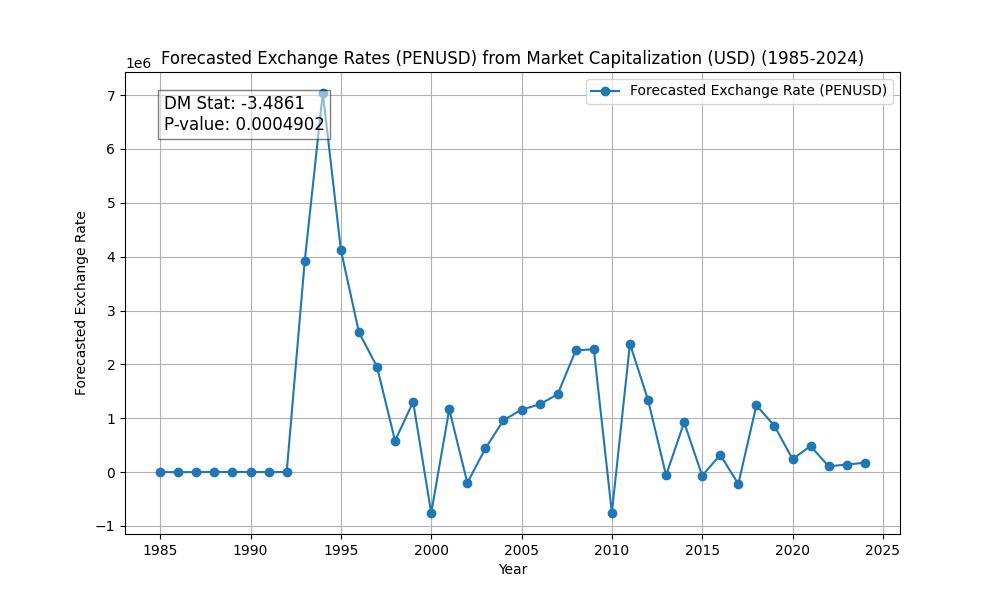 Forecasted Exchange Rates (PENUSD) from Market Capitalization (USD) (1985-2024)
1e6
DM Stat: -3.4861
P-value: 0.0004902
Forecasted Exchange Rate (PENUSD)
7
6
5
4
3
2
1
0
−1
Forecasted Exchange Rate
1985
1990
1995
2000
2005
2010
2015
2020
2025
Year